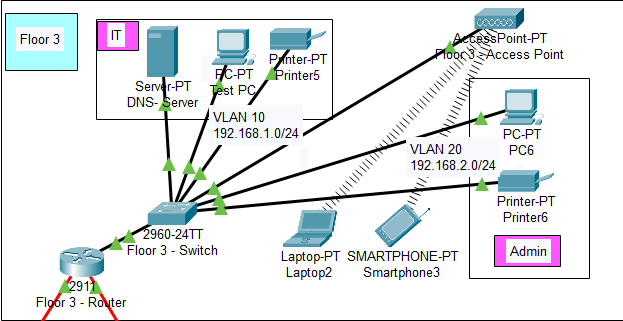 Floor 3
IT
Server-PT
DNS- Server
PC-PT
Test PC
Printer-PT
Printer5
AccessPoint-PT
Floor 3 - Access Point
VLAN 10
192.168.1.0/24
VLAN 20
192.168.2.0/24
PC-PT
PC6
Printer-PT
Printer6
Admin
2960-24TT
Floor 3 - Switch
Laptop-PT
Laptop2
SMARTPHONE-PT
Smartphone3
2911
Floor 3 - Router